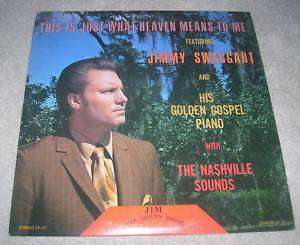 THIS IS JUST WHAT HEAVEN MEANS TO ME
FEATURING
JIMMY SWAGGART
AND
HIS
GOLDEN GOSPEL
PIANO
WITH
THE NASHVILLE
SOUNDS
JIM